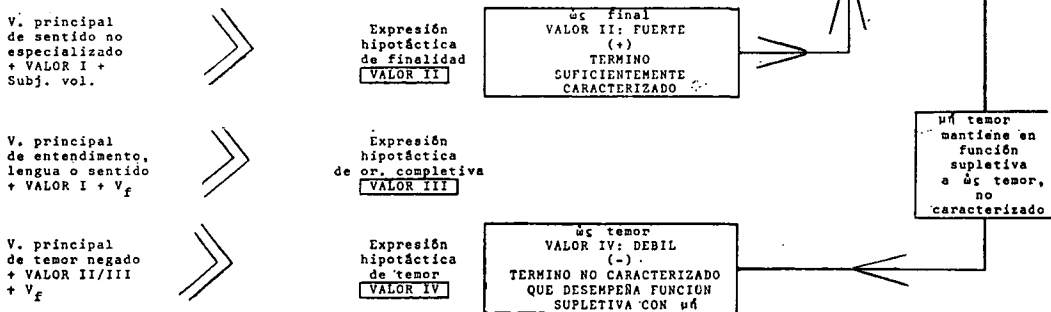 V. principal
de sentido no
especializado
+ VALOR I +
Subj. vol.
Expresión
hipotáctica
de finalidad
VALOR II
ὡς final
VALOR II: FUERTE
(+)
TERMINO
SUFICIENTEMENTE
CARACTERIZADO
V. principal
de entendimento,
lengua o sentido
+ VALOR I + Vf
Expresión
hipotáctica
de or. completiva
VALOR III
μή temor
mantiene en
función
supletiva
a ὡς temor,
no
caracterizado
V. principal
de temor negado
+ VALOR II/III
+ Vf
Expresión
hipotáctica
de temor
VALOR IV
ὡς temor
VALOR IV: DEBIL
(-)
TERMINO NO CARACTERIZADO
QUE DESEMPEÑA FUNCION
SUPLETIVA CON μή